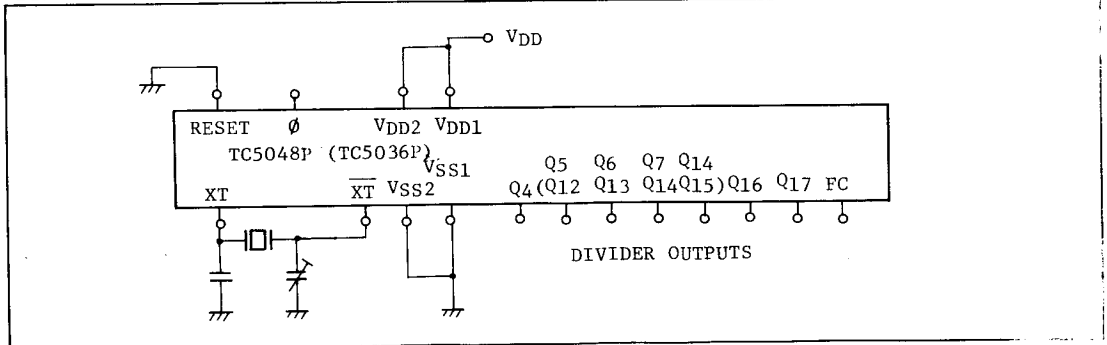 VDD
RESET ϕ VDD2 VDD1
TC5048P (TC5036P)
VSS1
Q5 Q6 Q7 Q14
XT X̅T̅ VSS2 Q4 (Q12 Q13 Q14 Q15) Q16 Q17 FC
DIVIDER OUTPUTS